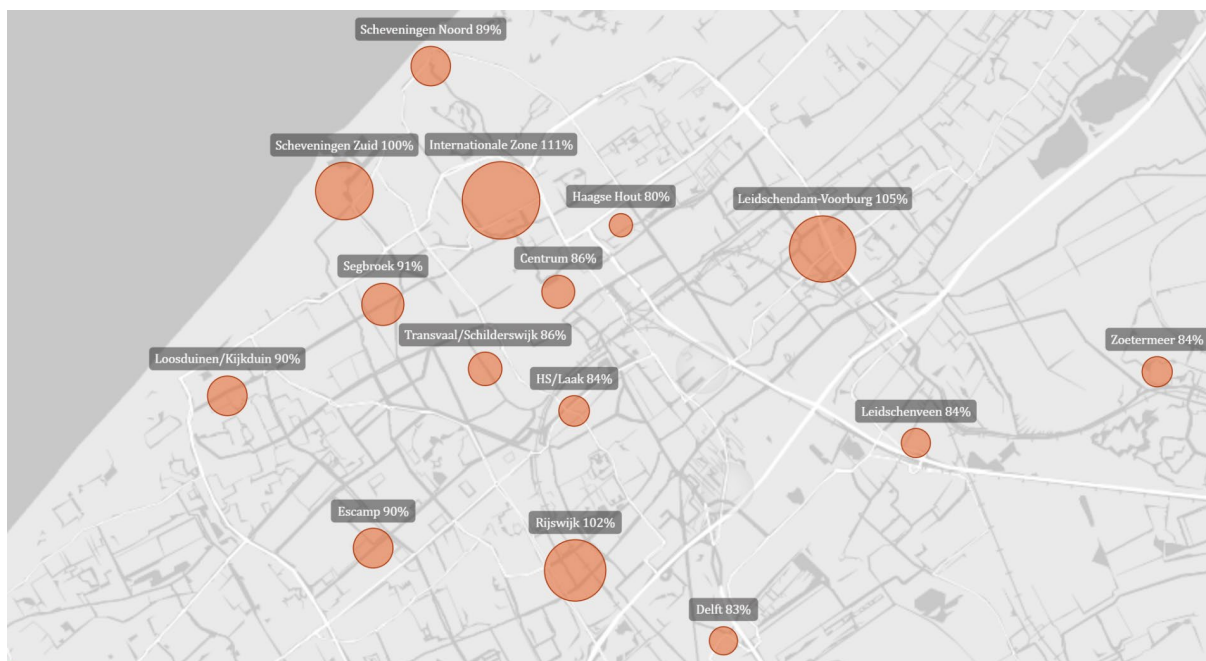 Scheveningen Noord 89%
Scheveningen Zuid 100%
Internationale Zone 111%
Haagse Hout 80%
Leidschendam-Voorburg 105%
Segbroek 91%
Centrum 86%
Transvaal/Schilderswijk 86%
Zoetermeer 84%
Loosduinen/Kijkduin 90%
HS/Laak 84%
Leidschenveen 84%
Escamp 90%
Rijswijk 102%
Delft 83%